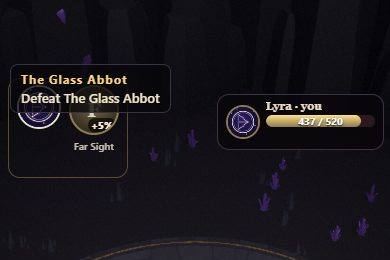 The Glass Abbot
Defeat The Glass Abbot
+5%
Far Sight
Lyra · you
437 / 520